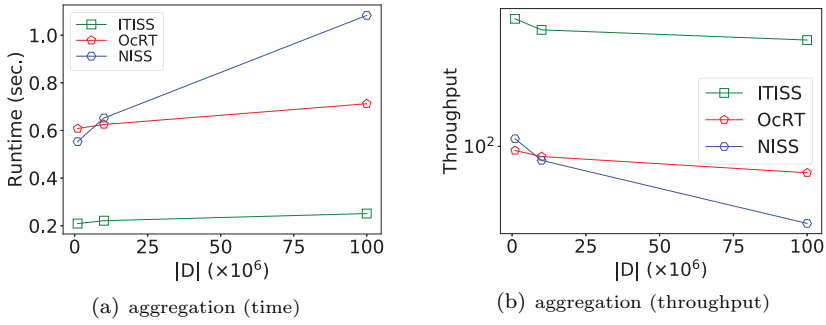 Runtime (sec.)
1.0
0.8
0.6
0.4
0.2
ITISS
OcRT
NISS
0 25 50 75 100
|D| (×10⁶)
(a) aggregation (time)
Throughput
10²
ITISS
OcRT
NISS
0 25 50 75 100
|D| (×10⁶)
(b) aggregation (throughput)